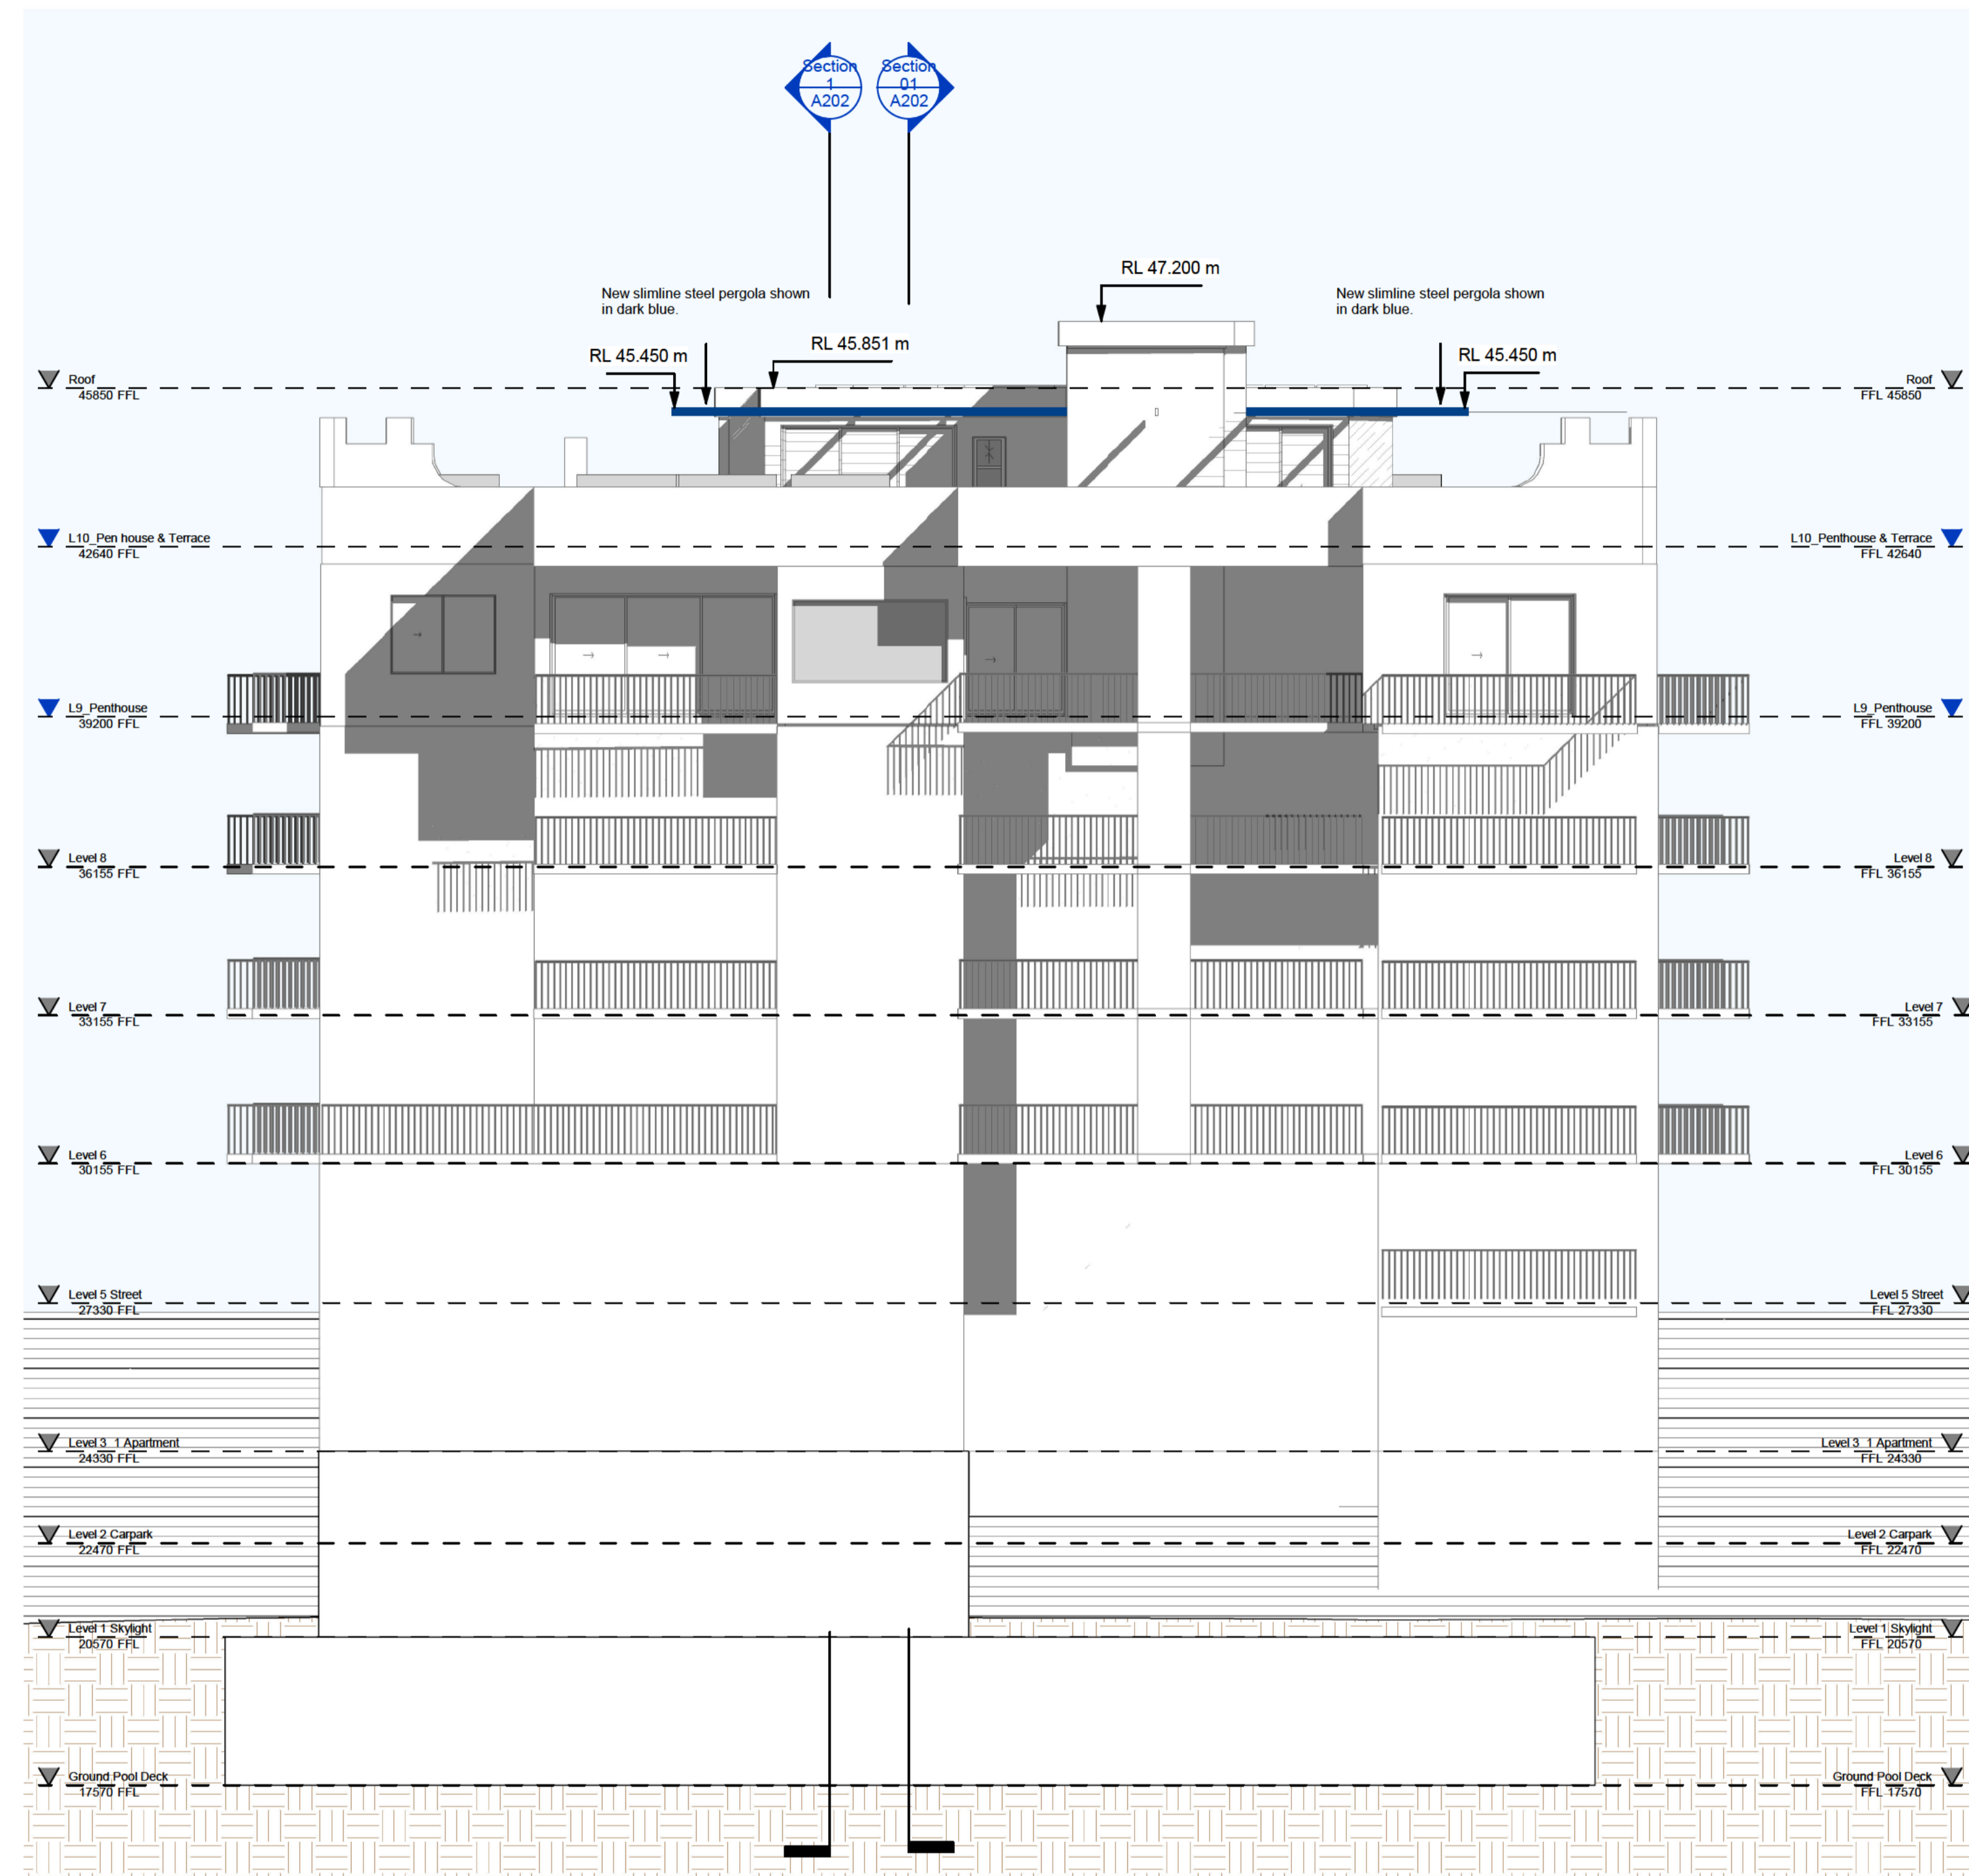 Section
1
A202
Section
01
A202
RL 47.200 m
New slimline steel pergola shown
in dark blue.
New slimline steel pergola shown
in dark blue.
RL 45.450 m
RL 45.851 m
RL 45.450 m
Roof
45850 FFL
Roof
FFL 45850
L10_Pen house & Terrace
42640 FFL
L10_Penthouse & Terrace
FFL 42640
L9_Penthouse
39200 FFL
L9_Penthouse
FFL 39200
Level 8
36155 FFL
Level 8
FFL 36155
Level 7
33155 FFL
Level 7
FFL 33155
Level 6
30155 FFL
Level 6
FFL 30155
Level 5 Street
27330 FFL
Level 5 Street
FFL 27330
Level 3_1 Apartment
24330 FFL
Level 3_1 Apartment
FFL 24330
Level 2 Carpark
22470 FFL
Level 2 Carpark
FFL 22470
Level 1 Skylight
20570 FFL
Level 1 Skylight
FFL 20570
Ground Pool Deck
17570 FFL
Ground Pool Deck
FFL 17570